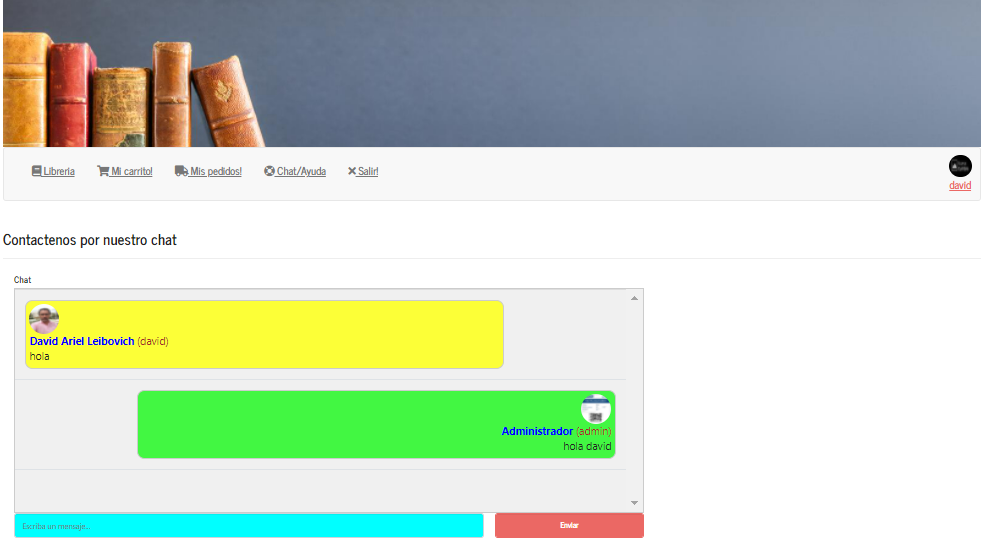 Librería Mi carrito! Mis pedidos! Chat/Ayuda Salir!
david
Contactenos por nuestro chat
Chat
David Ariel Leibovich (david)
hola
Administrador (admin)
hola david
Escriba un mensaje...
Enviar